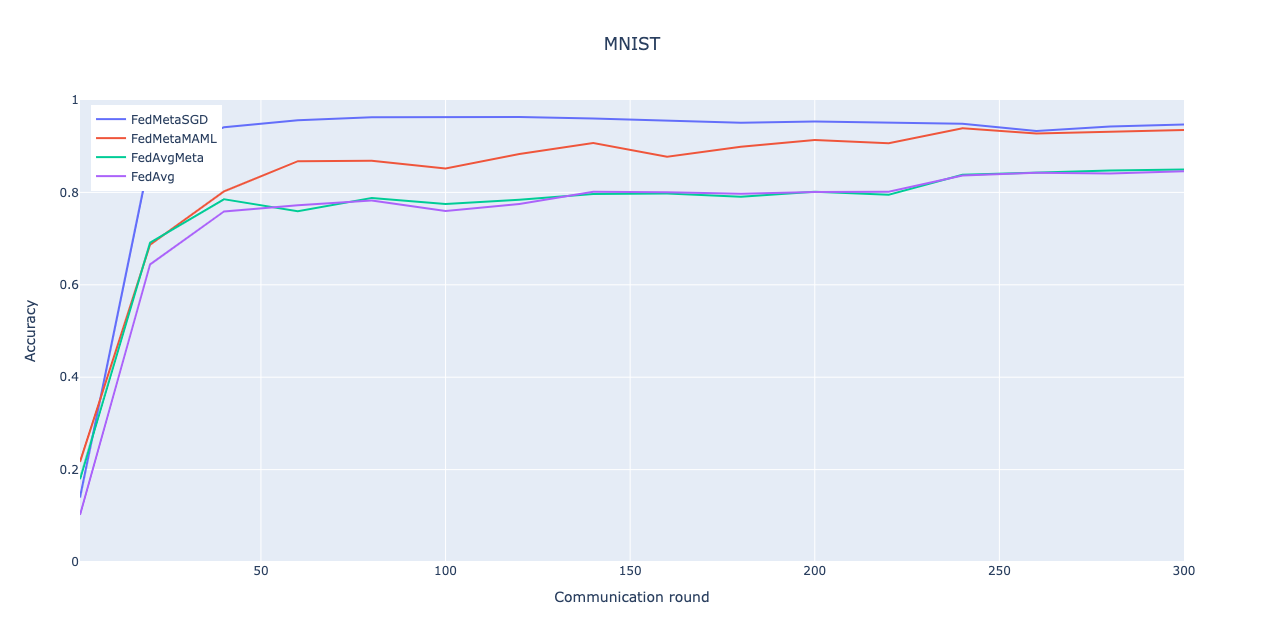 MNIST
FedMetaSGD
FedMetaMAML
FedAvgMeta
FedAvg
Accuracy
1
0.8
0.6
0.4
0.2
0
50 100 150 200 250 300
Communication round